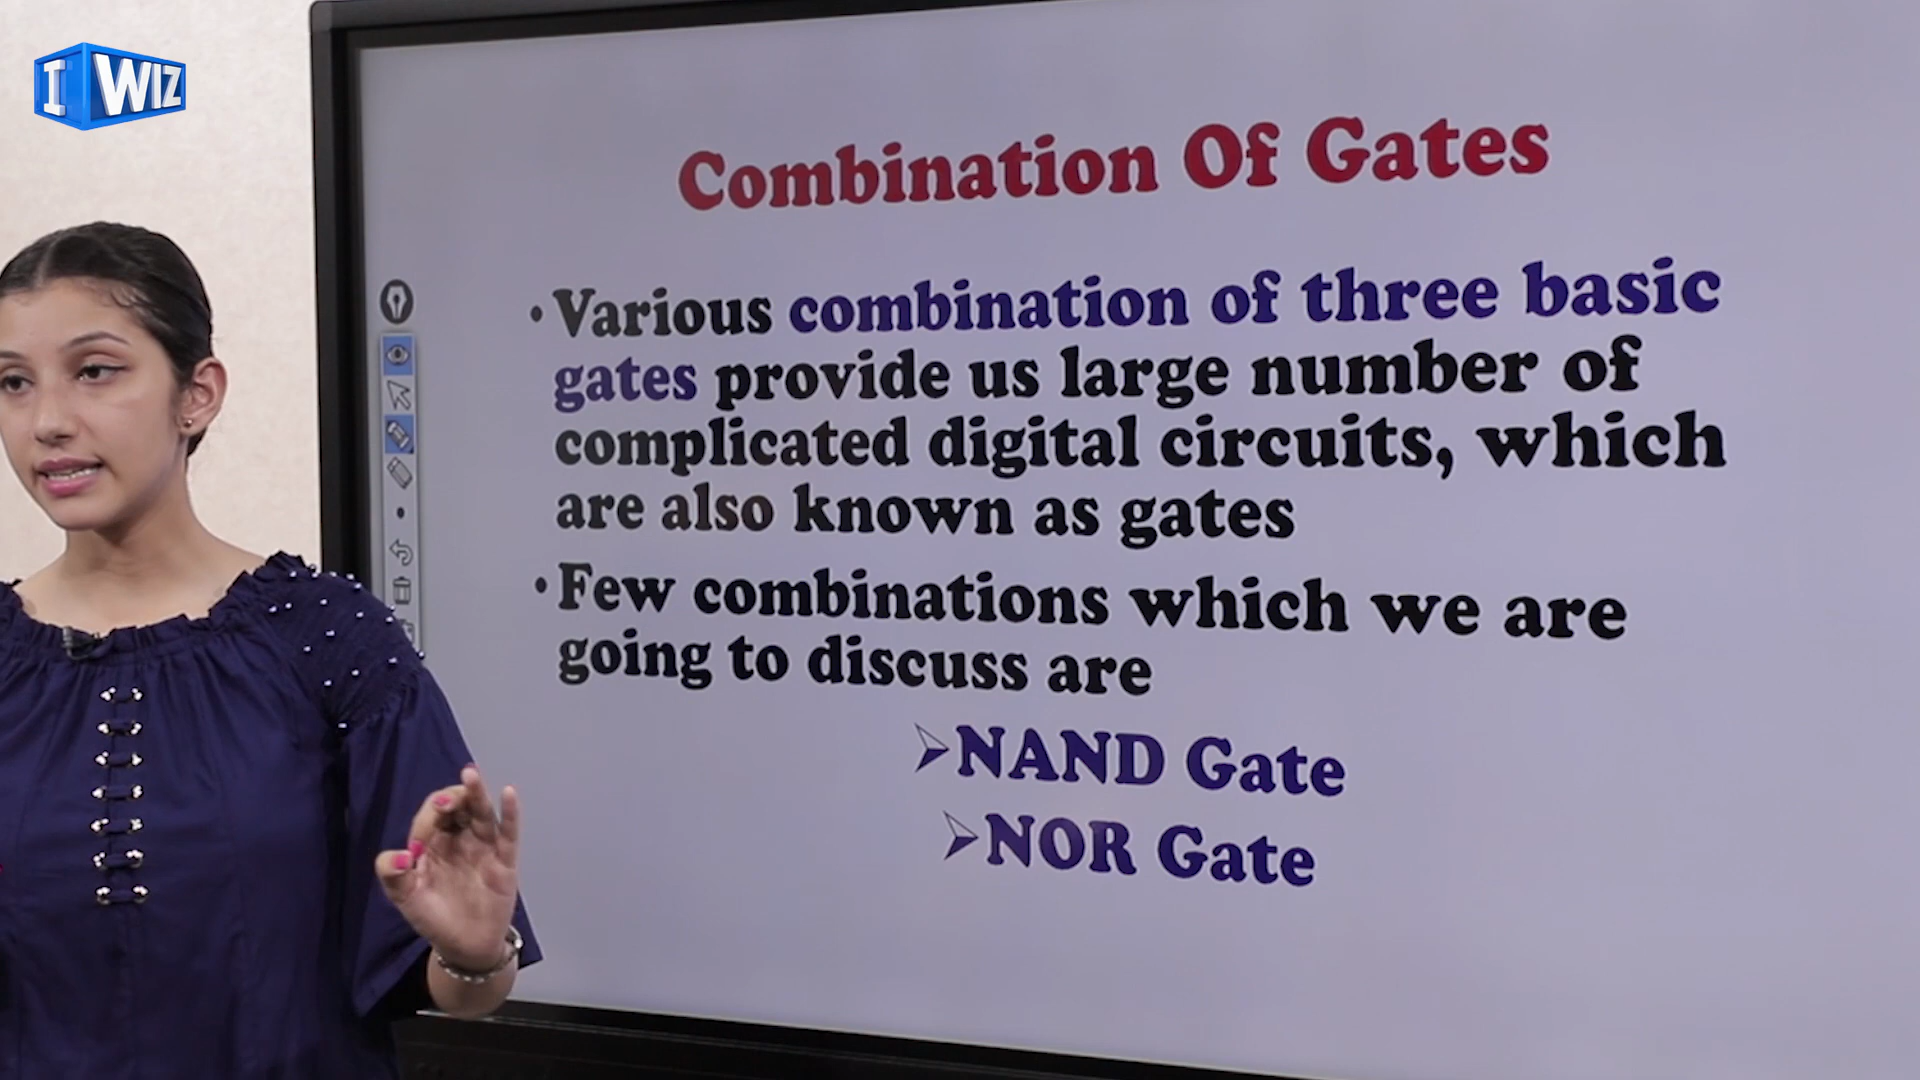 I WIZ
Combination Of Gates
• Various combination of three basic
gates provide us large number of
complicated digital circuits, which
are also known as gates
• Few combinations which we are
going to discuss are
➢NAND Gate
➢NOR Gate